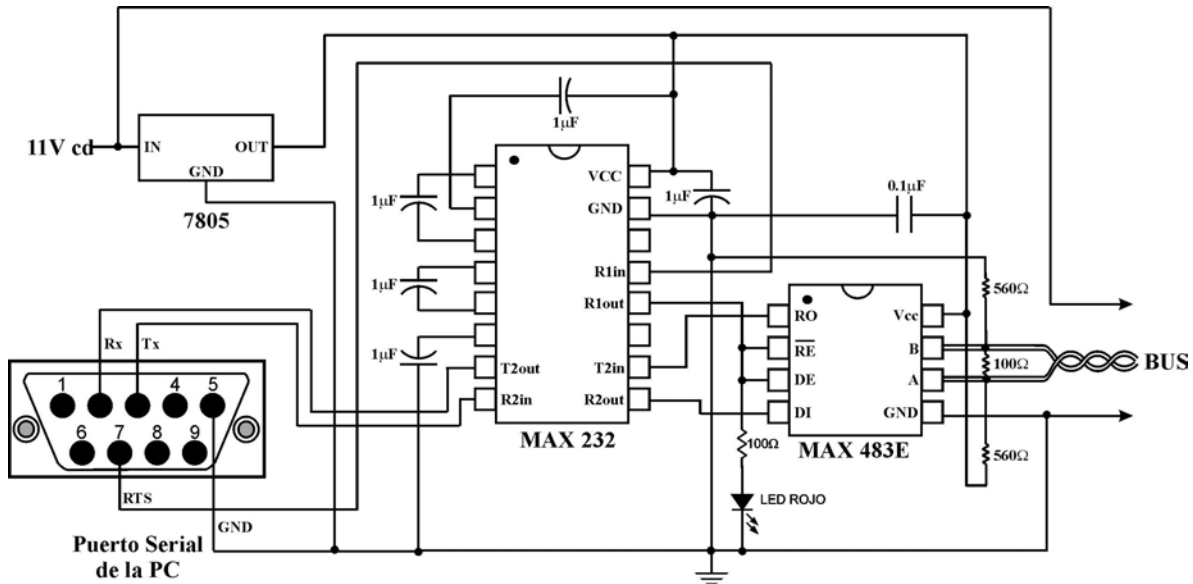 11V cd
IN
OUT
GND
7805
1µF
1µF
1µF
1µF
1µF
0.1µF
VCC
GND
R1in
R1out
T2in
R2out
T2out
R2in
MAX 232
RO
RE
DE
DI
Vcc
B
A
GND
MAX 483E
560Ω
100Ω
560Ω
BUS
100Ω
LED ROJO
Rx
Tx
1
4
5
6
7
8
9
RTS
GND
Puerto Serial
de la PC